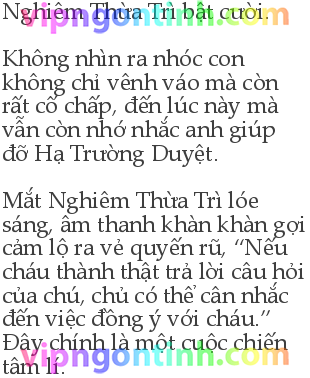 Nghiêm Thừa Trì bật cười.
Không nhìn ra nhóc con
không chỉ vênh váo mà còn
rất cố chấp, đến lúc này mà
vẫn còn nhớ nhắc anh giúp
đỡ Hạ Trường Duyệt.
Mắt Nghiêm Thừa Trì lóe
sáng, âm thanh khàn khàn gợi
cảm lộ ra vẻ quyến rũ, “Nếu
cháu thành thật trả lời câu hỏi
của chú, chủ có thể cân nhắc
đến việc đồng ý với cháu.”
Đây chính là một cuộc chiến
tâm lí.
vipngontinh.com
vipngontinh.com